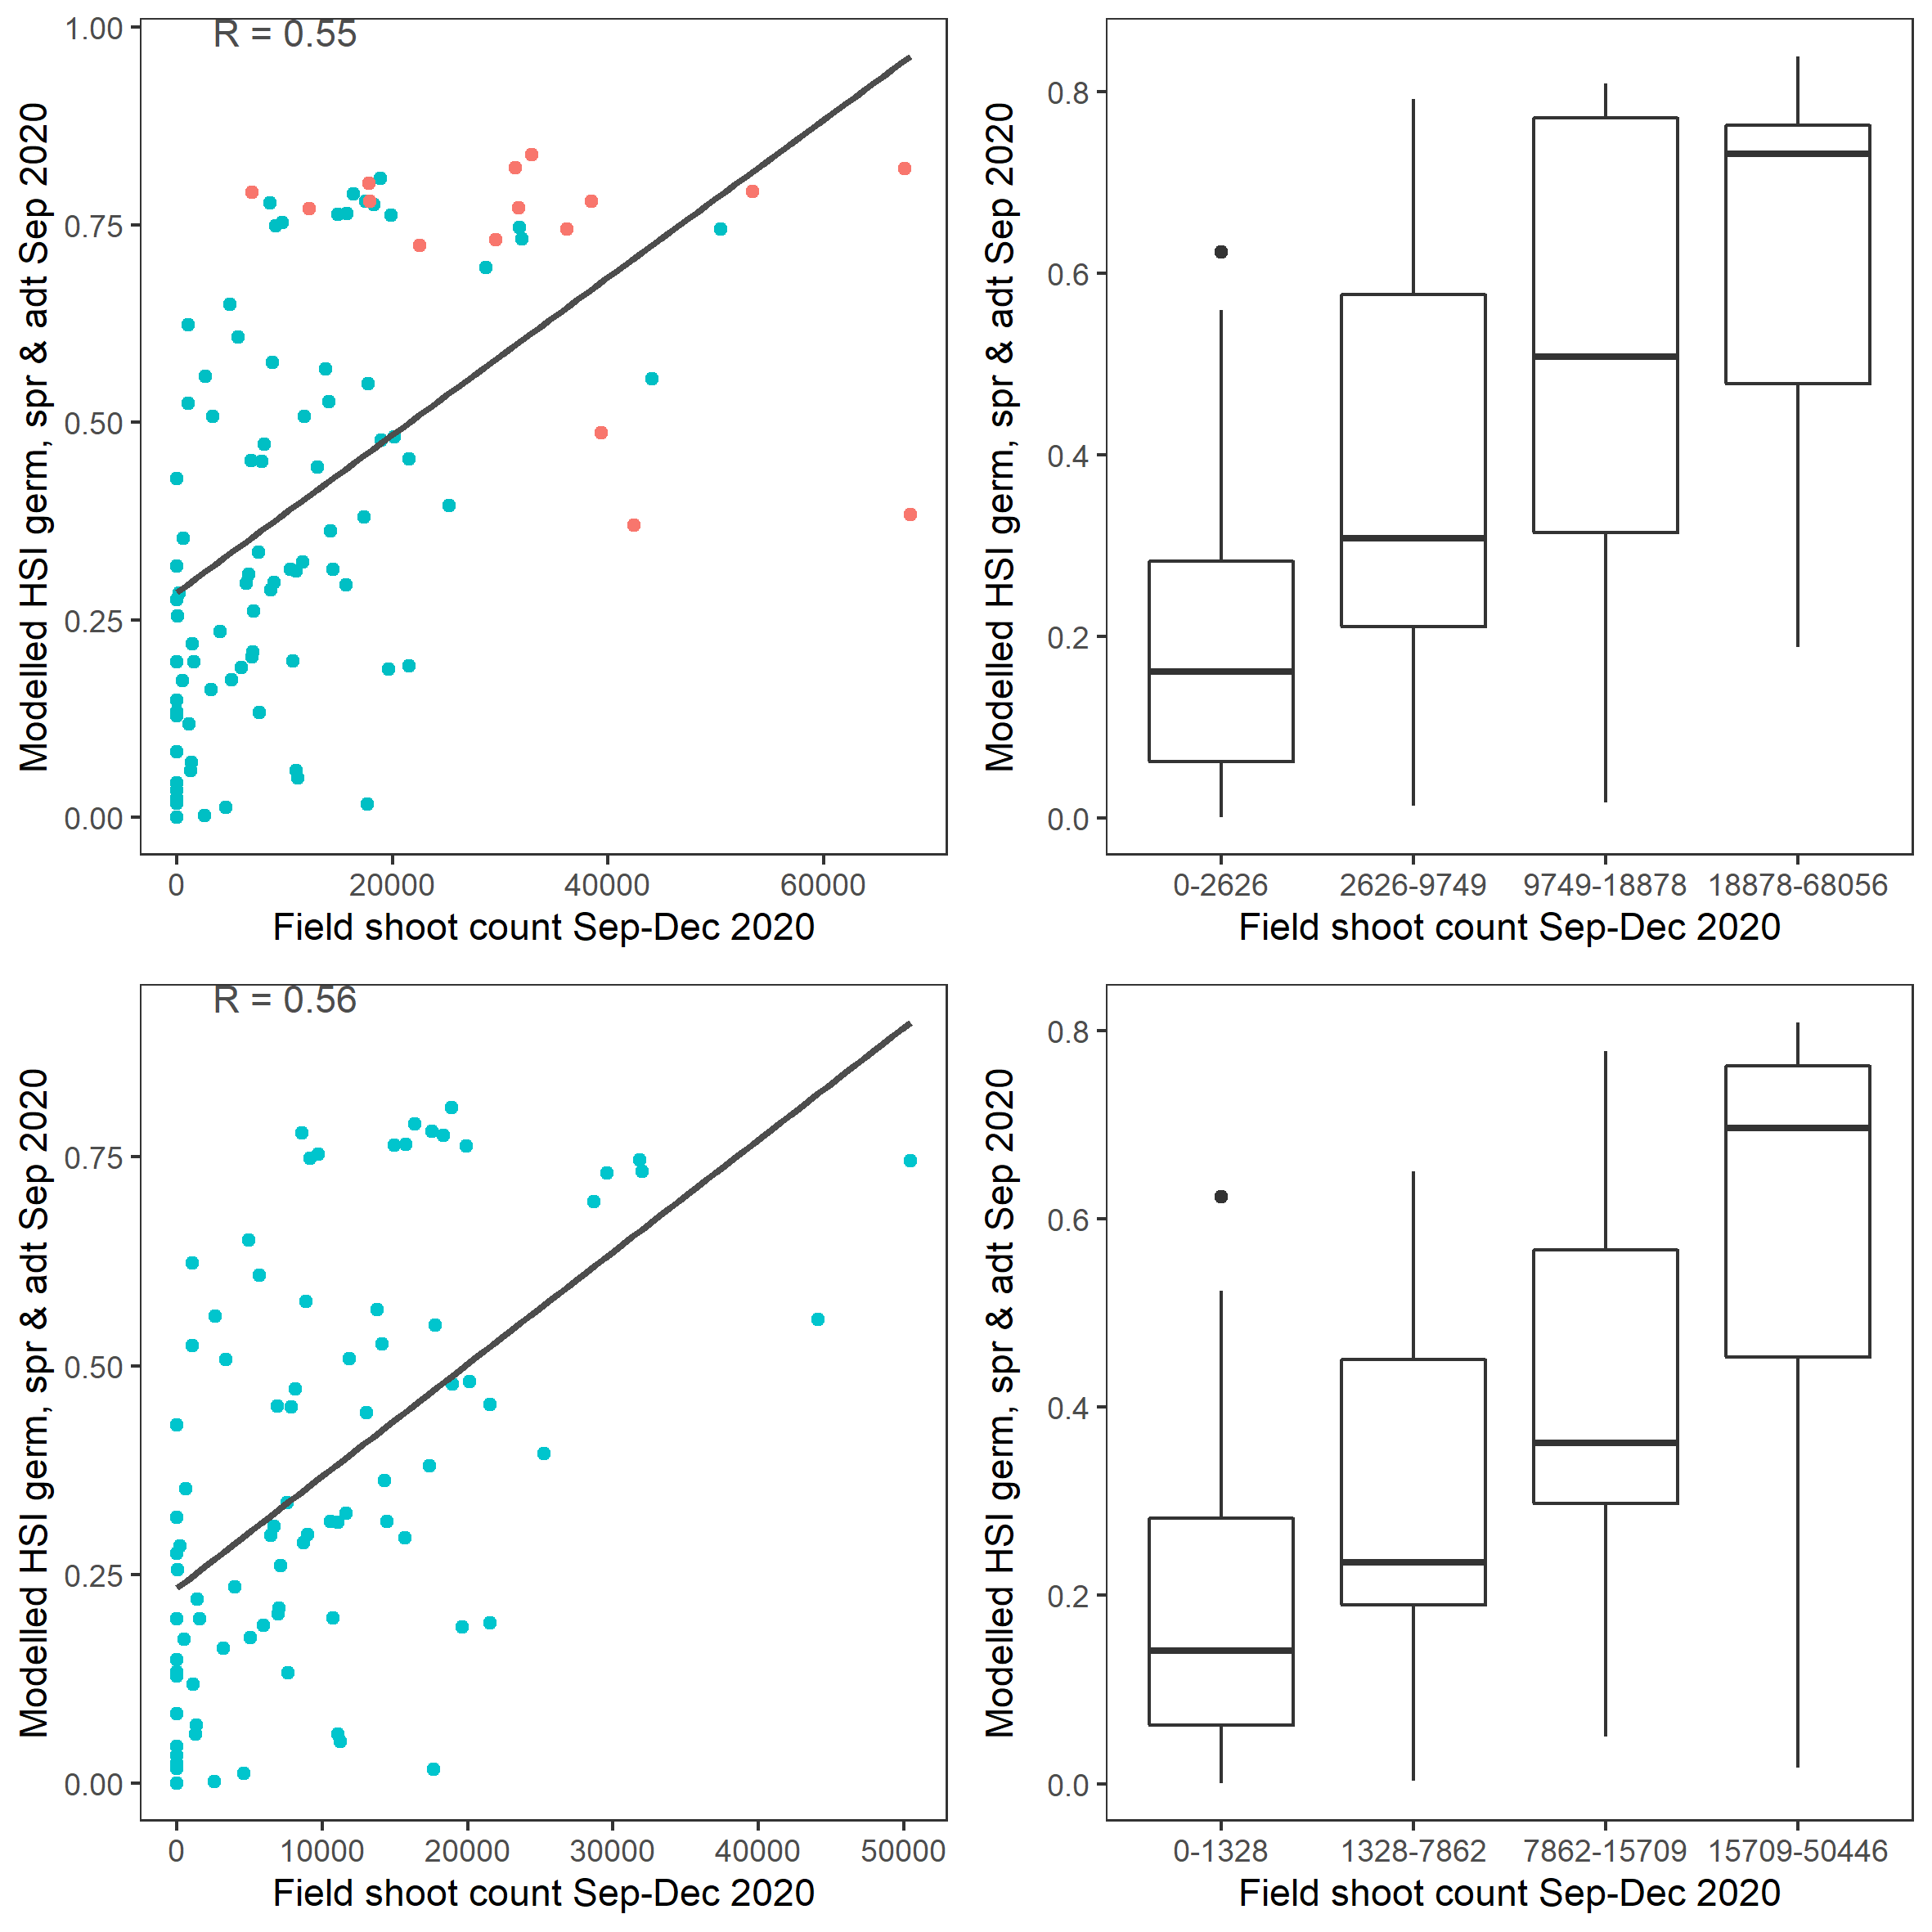 R = 0.55
Modelled HSI germ, spr & adt Sep 2020
1.00
0.75
0.50
0.25
0.00
0 20000 40000 60000
Field shoot count Sep-Dec 2020
Modelled HSI germ, spr & adt Sep 2020
0.8
0.6
0.4
0.2
0.0
0-2626 2626-9749 9749-18878 18878-68056
Field shoot count Sep-Dec 2020
R = 0.56
Modelled HSI germ, spr & adt Sep 2020
0.75
0.50
0.25
0.00
0 10000 20000 30000 40000 50000
Field shoot count Sep-Dec 2020
Modelled HSI germ, spr & adt Sep 2020
0.8
0.6
0.4
0.2
0.0
0-1328 1328-7862 7862-15709 15709-50446
Field shoot count Sep-Dec 2020